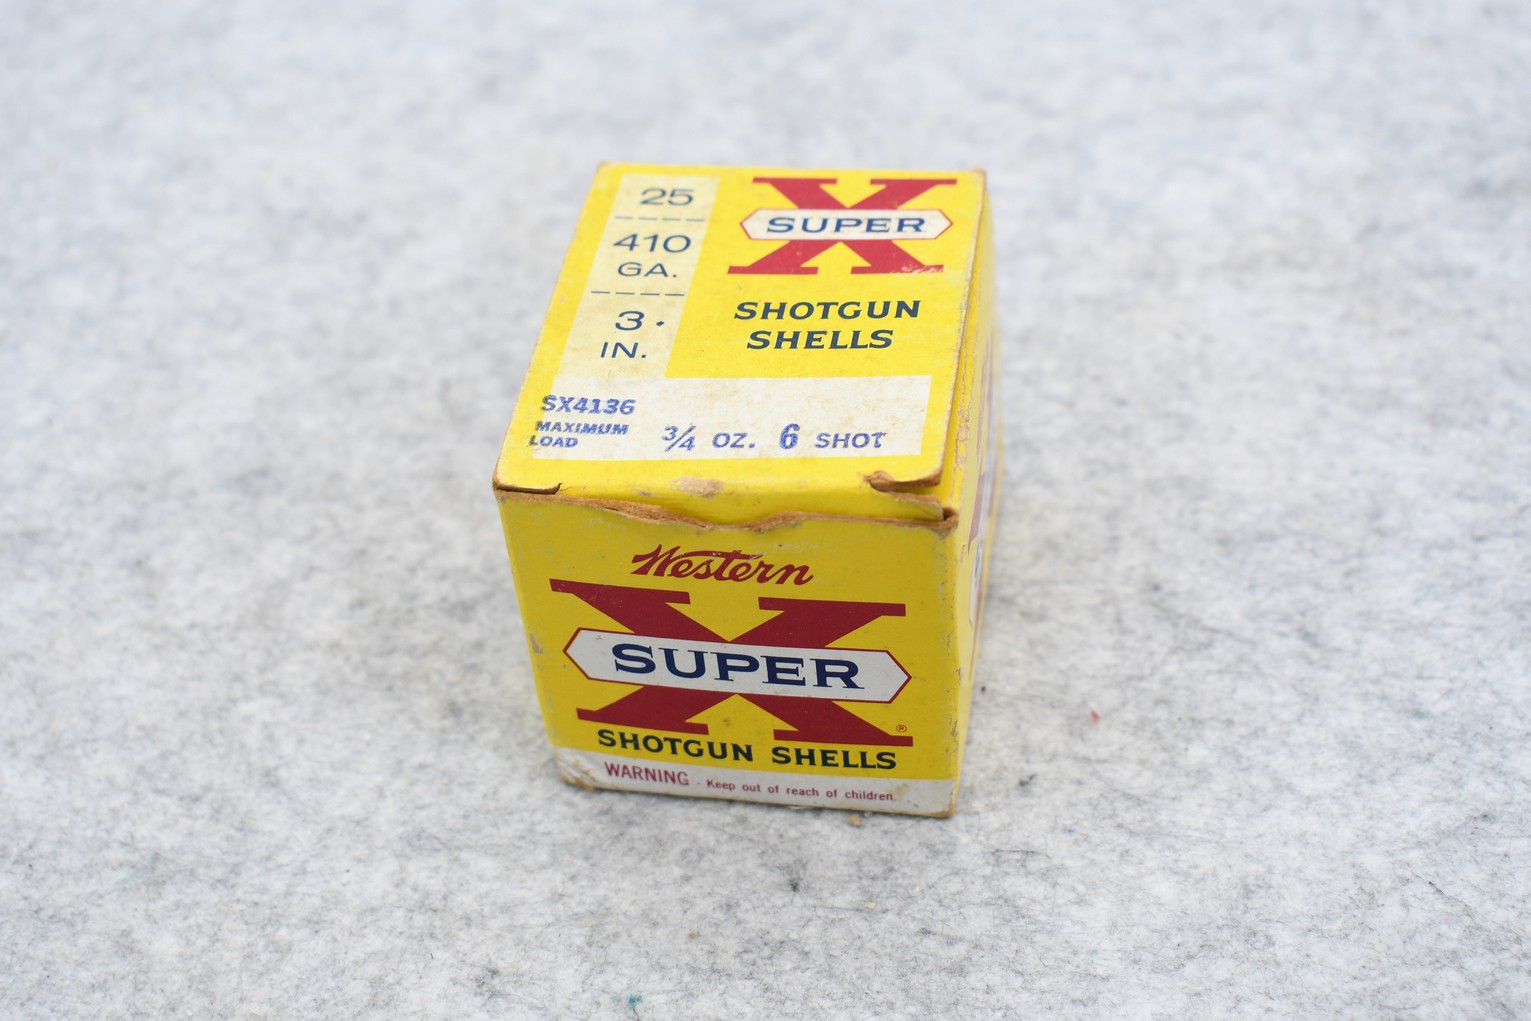 25
410
GA.
3
IN.
X
SUPER
SHOTGUN
SHELLS
SX4136
MAXIMUM
LOAD
3/4 OZ. 6 SHOT
Western
X
SUPER
®
SHOTGUN SHELLS
WARNING - Keep out of reach of children.